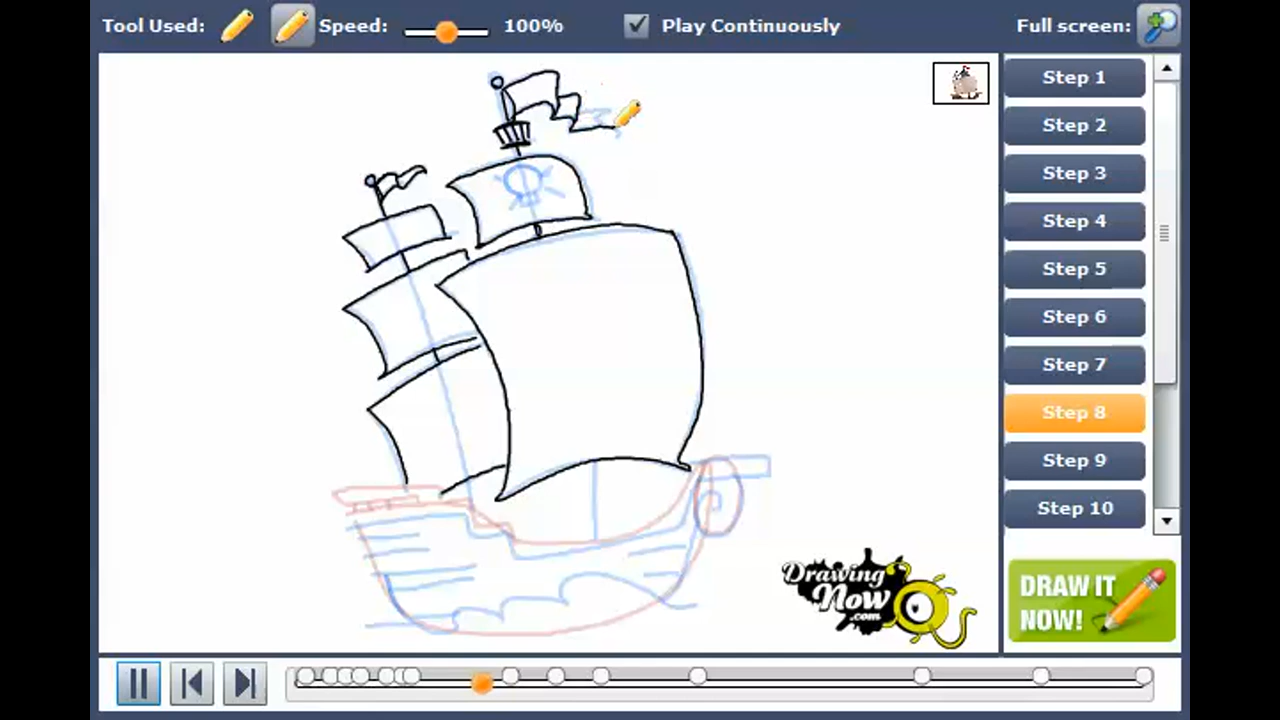 Tool Used: Speed: 100% Play Continuously Full screen:
Step 1
Step 2
Step 3
Step 4
Step 5
Step 6
Step 7
Step 8
Step 9
Step 10
Drawing
Now
.com
DRAW IT
NOW!